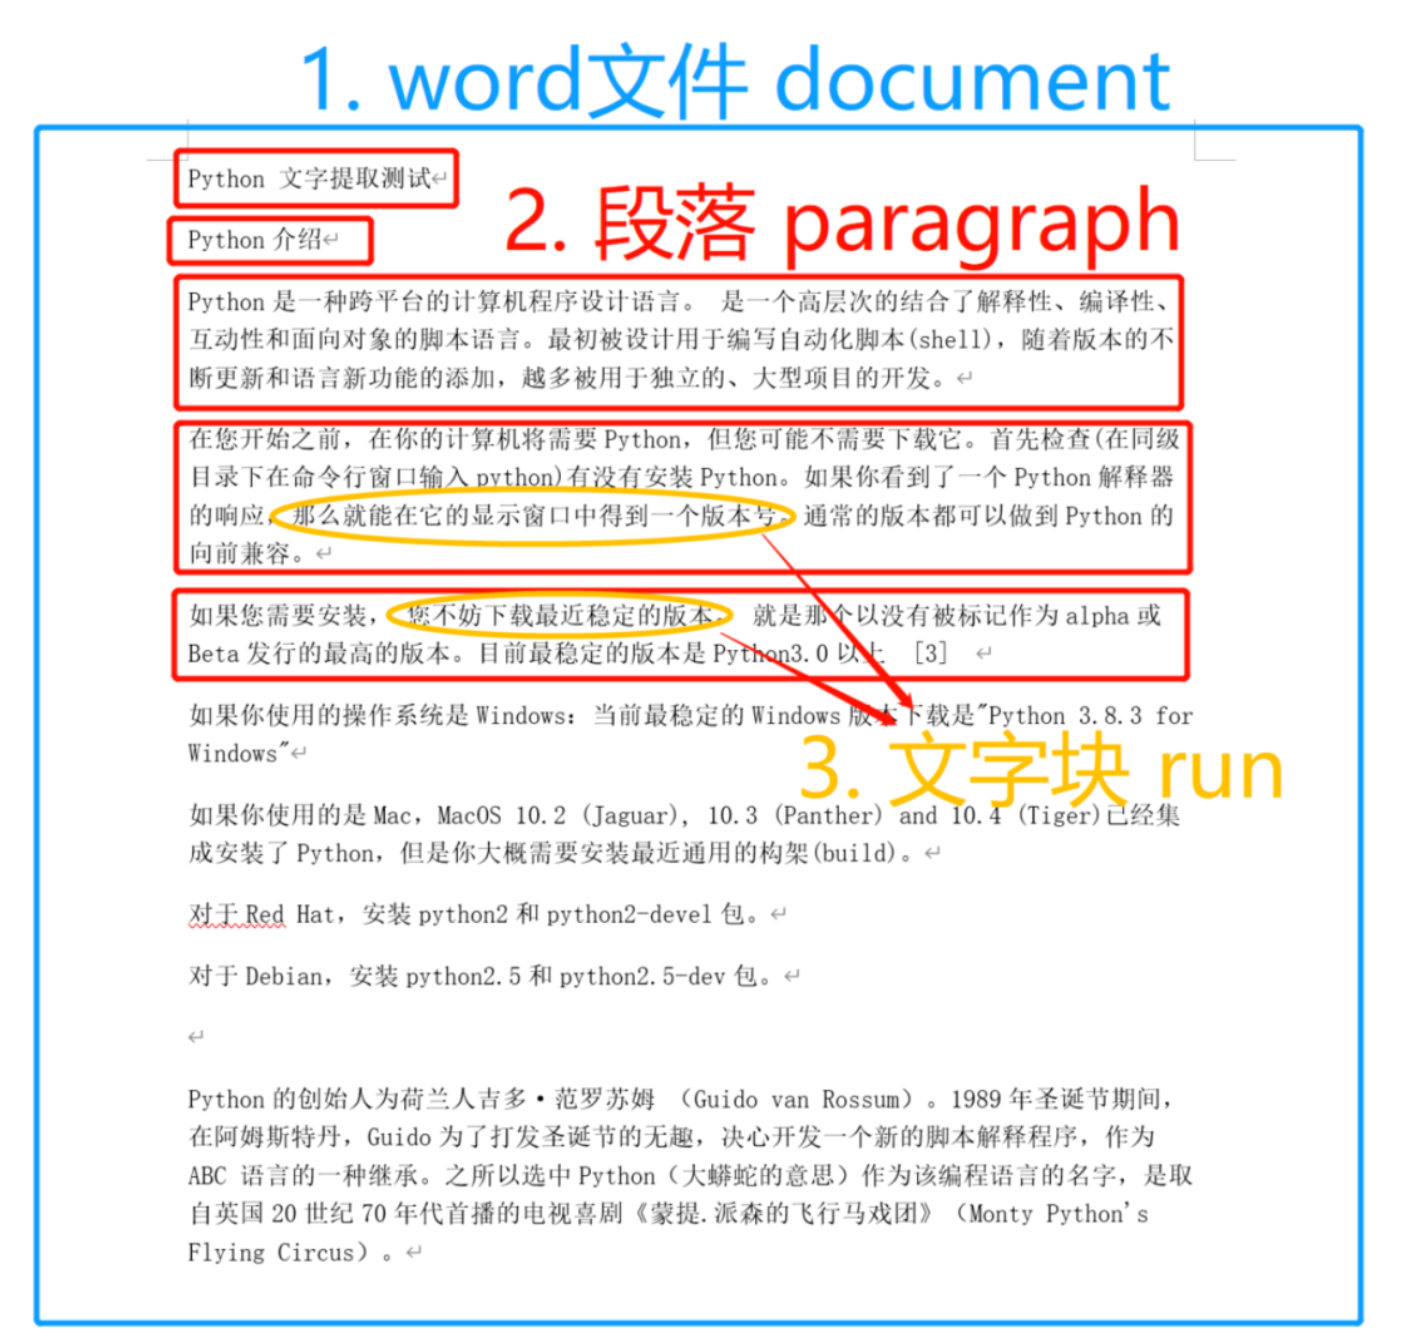 1. word文件 document
Python 文字提取测试↵
2. 段落 paragraph
Python 介绍↵
Python 是一种跨平台的计算机程序设计语言。 是一个高层次的结合了解释性、编译性、
互动性和面向对象的脚本语言。最初被设计用于编写自动化脚本(shell)，随着版本的不
断更新和语言新功能的添加，越多被用于独立的、大型项目的开发。↵
在您开始之前，在你的计算机将需要 Python，但您可能不需要下载它。首先检查(在同级
目录下在命令行窗口输入 python)有没有安装 Python。如果你看到了一个 Python 解释器
的响应，那么就能在它的显示窗口中得到一个版本号。通常的版本都可以做到 Python 的
向前兼容。↵
如果您需要安装， 您不妨下载最近稳定的版本。 就是那个以没有被标记作为 alpha 或
Beta 发行的最高的版本。目前最稳定的版本是 Python3.0 以上 [3] ↵
如果你使用的操作系统是 Windows：当前最稳定的 Windows 版本下载是"Python 3.8.3 for
Windows"↵
3. 文字块 run
如果你使用的是 Mac，MacOS 10.2 (Jaguar), 10.3 (Panther) and 10.4 (Tiger)已经集
成安装了 Python，但是你大概需要安装最近通用的构架(build)。↵
对于 Red Hat，安装 python2 和 python2-devel 包。↵
对于 Debian，安装 python2.5 和 python2.5-dev 包。↵
↵
Python 的创始人为荷兰人吉多·范罗苏姆 （Guido van Rossum）。1989 年圣诞节期间，
在阿姆斯特丹，Guido 为了打发圣诞节的无趣，决心开发一个新的脚本解释程序，作为
ABC 语言的一种继承。之所以选中 Python（大蟒蛇的意思）作为该编程语言的名字，是取
自英国 20 世纪 70 年代首播的电视喜剧《蒙提.派森的飞行马戏团》（Monty Python's
Flying Circus）。↵